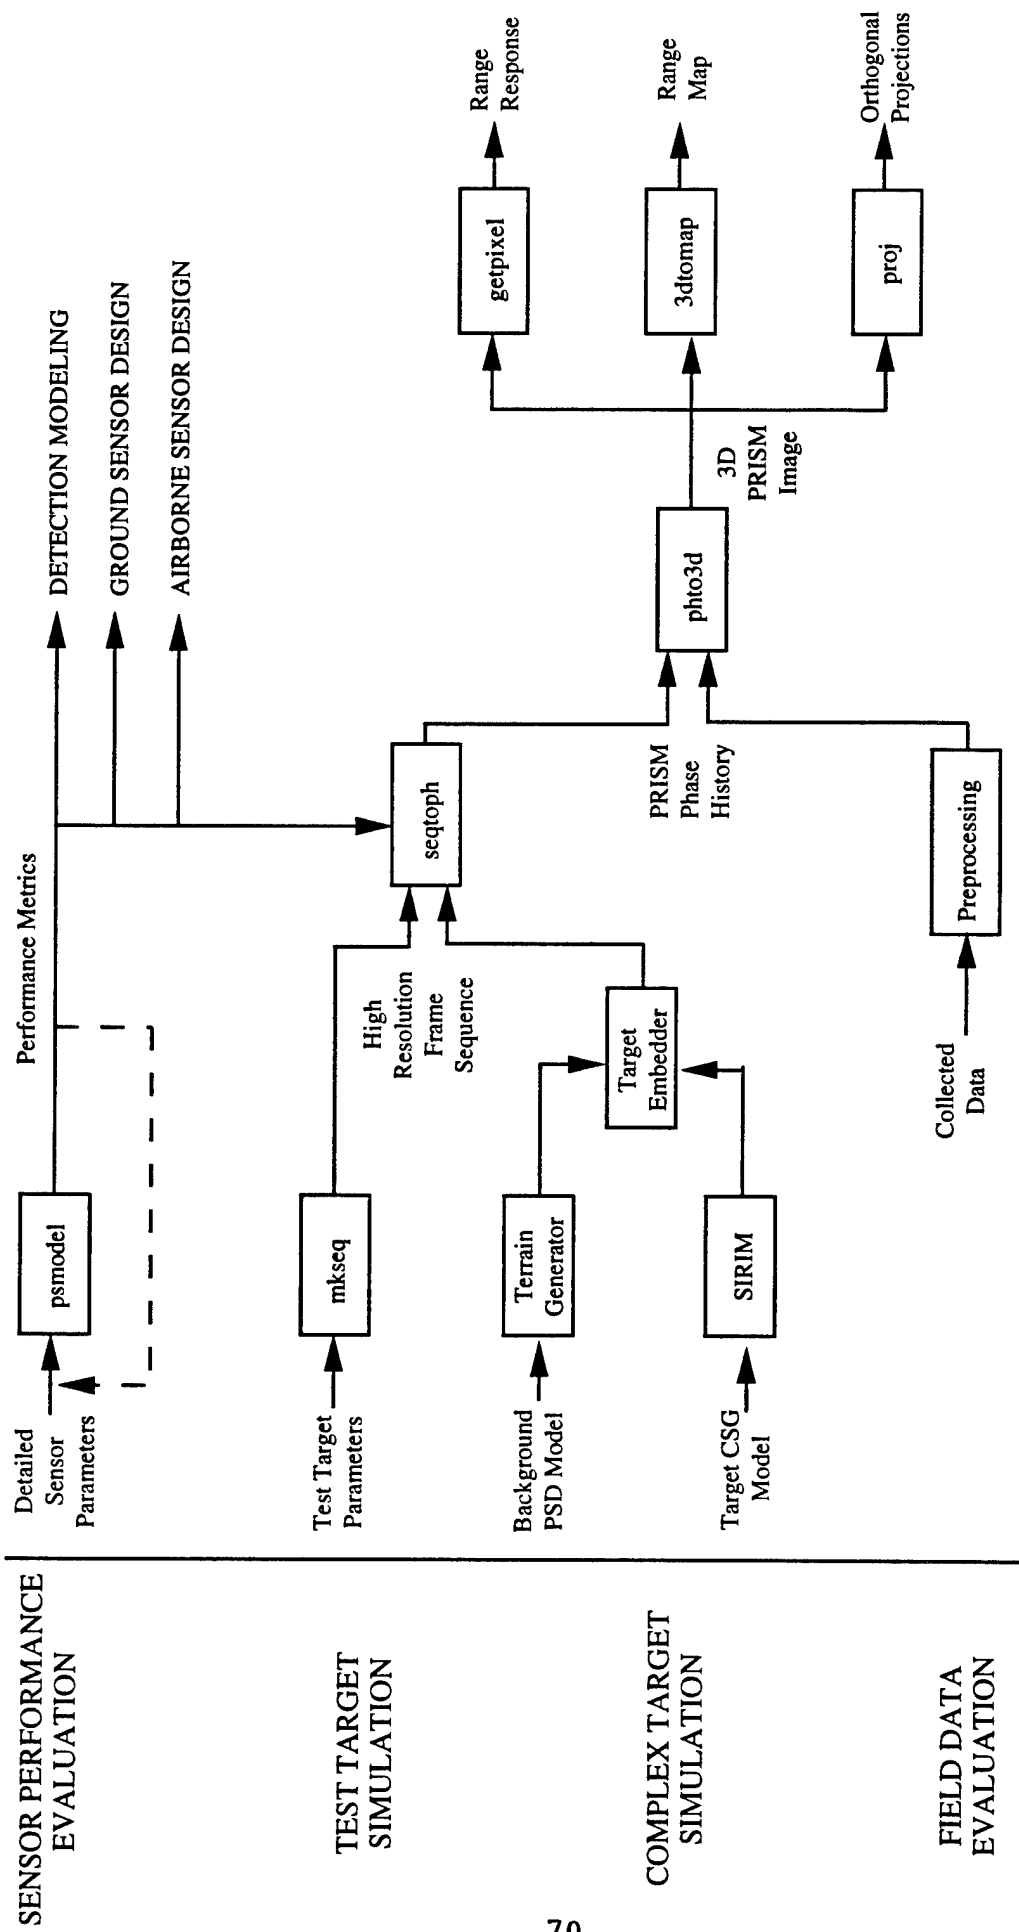 SENSOR PERFORMANCE
EVALUATION
Detailed
Sensor
Parameters
psmodel
Performance Metrics
DETECTION MODELING
GROUND SENSOR DESIGN
AIRBORNE SENSOR DESIGN
TEST TARGET
SIMULATION
Test Target
Parameters
mkseq
High
Resolution
Frame
Sequence
seqtoph
COMPLEX TARGET
SIMULATION
Background
PSD Model
Terrain
Generator
Target CSG
Model
SIRIM
Target
Embedder
PRISM
Phase
History
phto3d
3D
PRISM
Image
getpixel
Range
Response
3dtomap
Range
Map
proj
Orthogonal
Projections
FIELD DATA
EVALUATION
Collected
Data
Preprocessing
70